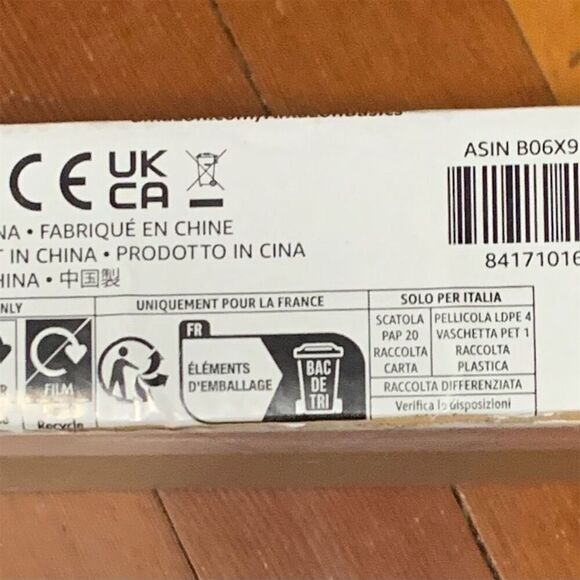 CE UK CA
ASIN B06X9
NA • FABRIQUÉ EN CHINE
T IN CHINA • PRODOTTO IN CINA
HINA • 中国製
84171016
NLY
R
FILM
Recycle
UNIQUEMENT POUR LA FRANCE
FR
ÉLÉMENTS
D'EMBALLAGE
BAC
DE
TRI
SOLO PER ITALIA
SCATOLA
PAP 20
RACCOLTA
CARTA
PELLICOLA LDPE 4
VASCHETTA PET 1
RACCOLTA
PLASTICA
RACCOLTA DIFFERENZIATA
Verifica lo disposizioni